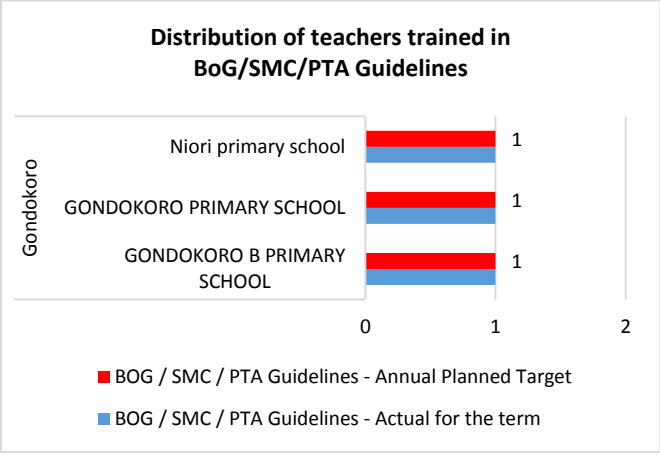 Distribution of teachers trained in
BoG/SMC/PTA Guidelines
Gondokoro
Niori primary school
1
GONDOKORO PRIMARY SCHOOL
1
GONDOKORO B PRIMARY
SCHOOL
1
0 1 2
BOG / SMC / PTA Guidelines - Annual Planned Target
BOG / SMC / PTA Guidelines - Actual for the term